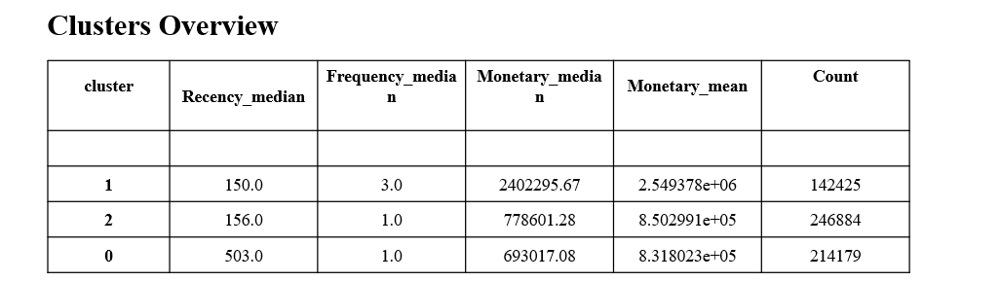 Clusters Overview
cluster Recency_median Frequency_media
n Monetary_media
n Monetary_mean Count
1 150.0 3.0 2402295.67 2.549378e+06 142425
2 156.0 1.0 778601.28 8.502991e+05 246884
0 503.0 1.0 693017.08 8.318023e+05 214179